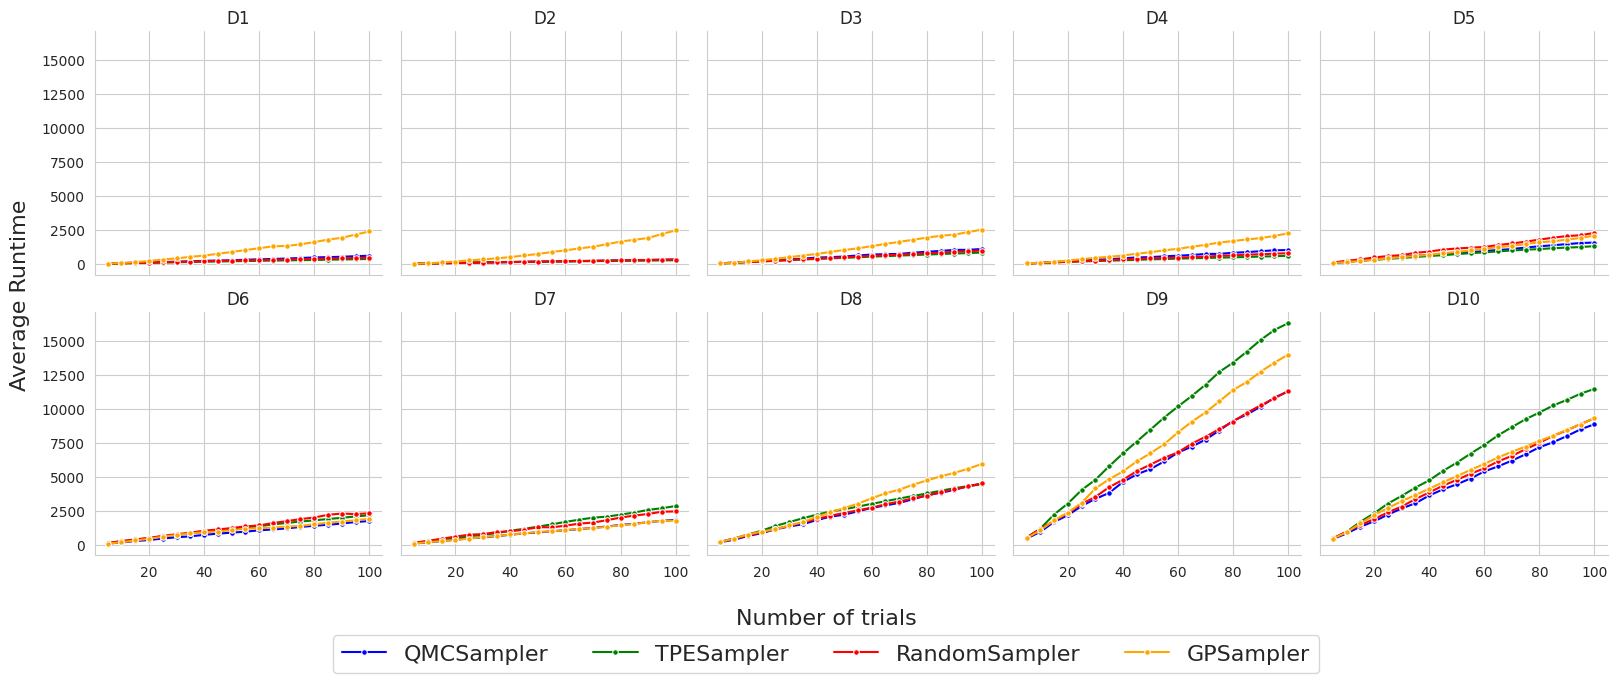 D1 D2 D3 D4 D5
15000
12500
10000
7500
5000
2500
0
Average Runtime
D6 D7 D8 D9 D10
15000
12500
10000
7500
5000
2500
0
20 40 60 80 100 20 40 60 80 100 20 40 60 80 100 20 40 60 80 100 20 40 60 80 100
Number of trials
QMCSampler TPESampler RandomSampler GPSampler